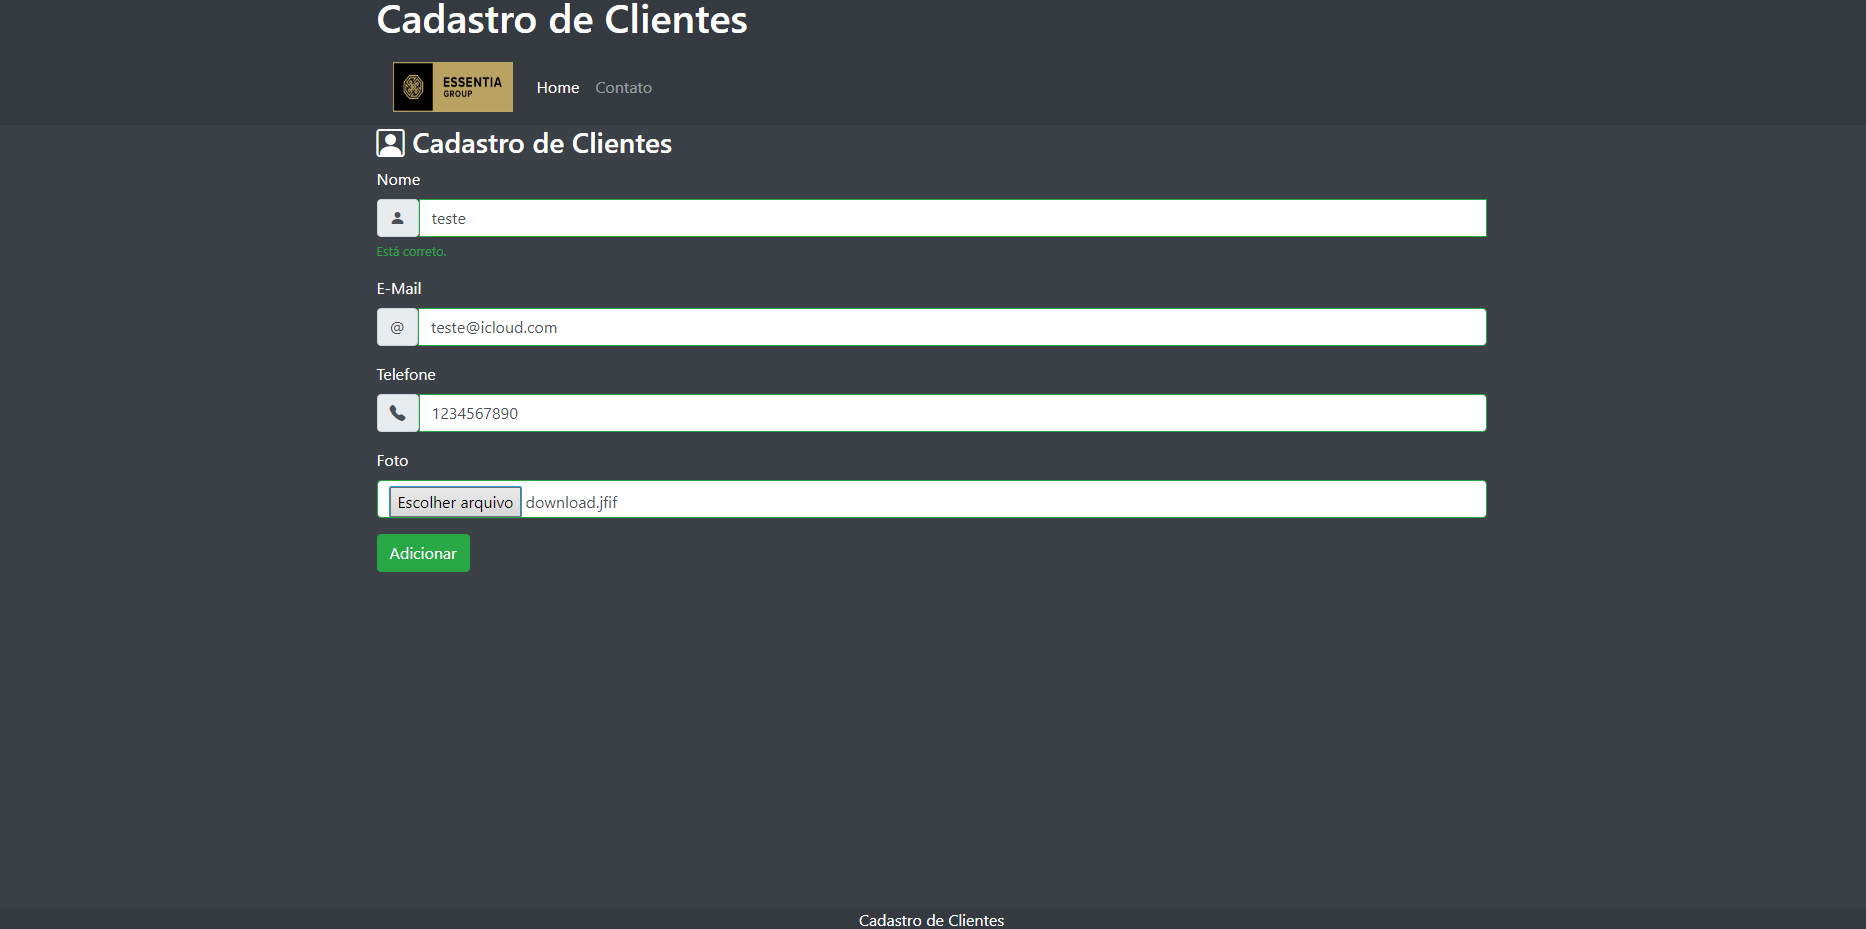 Cadastro de Clientes
ESSENTIA
GROUP
Home Contato
Cadastro de Clientes
Nome
teste
Está correto.
E-Mail
@ teste@icloud.com
Telefone
1234567890
Foto
Escolher arquivo download.jfif
Adicionar
Cadastro de Clientes